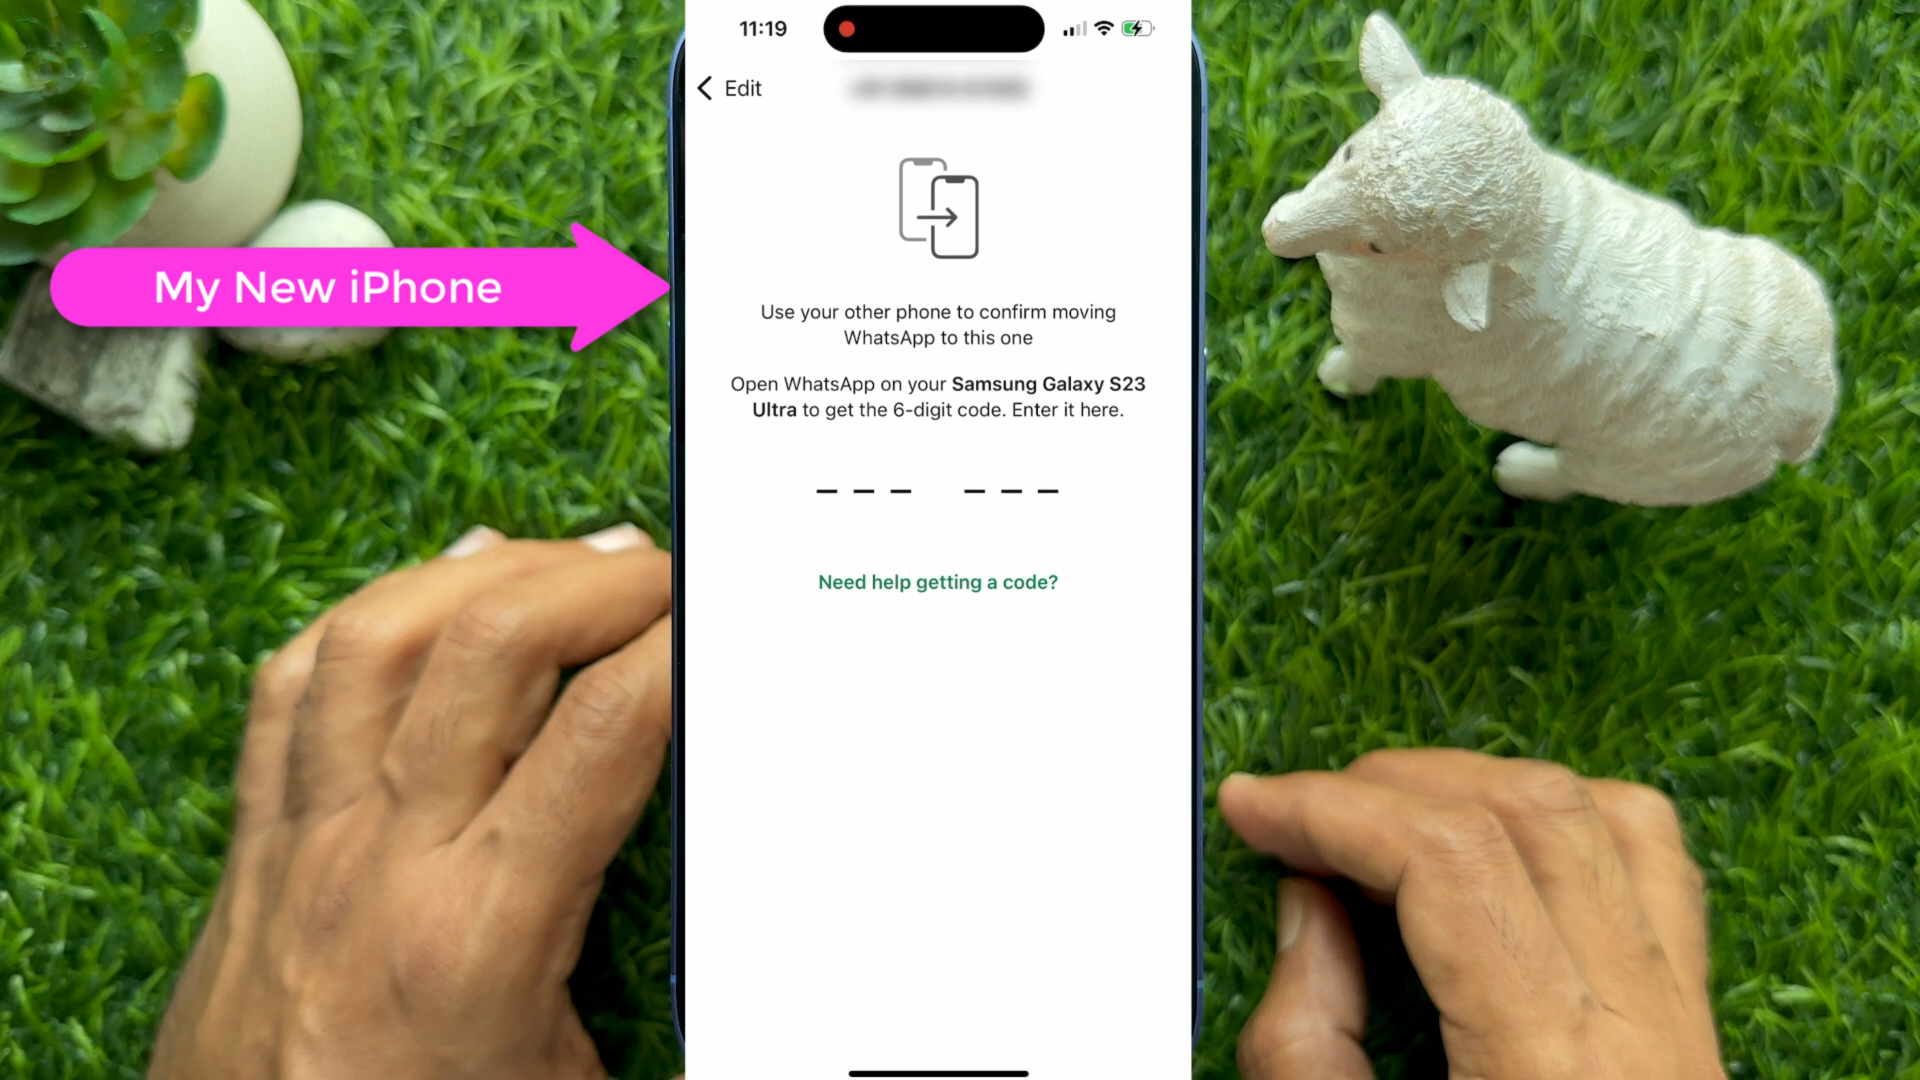 11:19
Edit
My New iPhone
Use your other phone to confirm moving
WhatsApp to this one
Open WhatsApp on your Samsung Galaxy S23
Ultra to get the 6-digit code. Enter it here.
Need help getting a code?